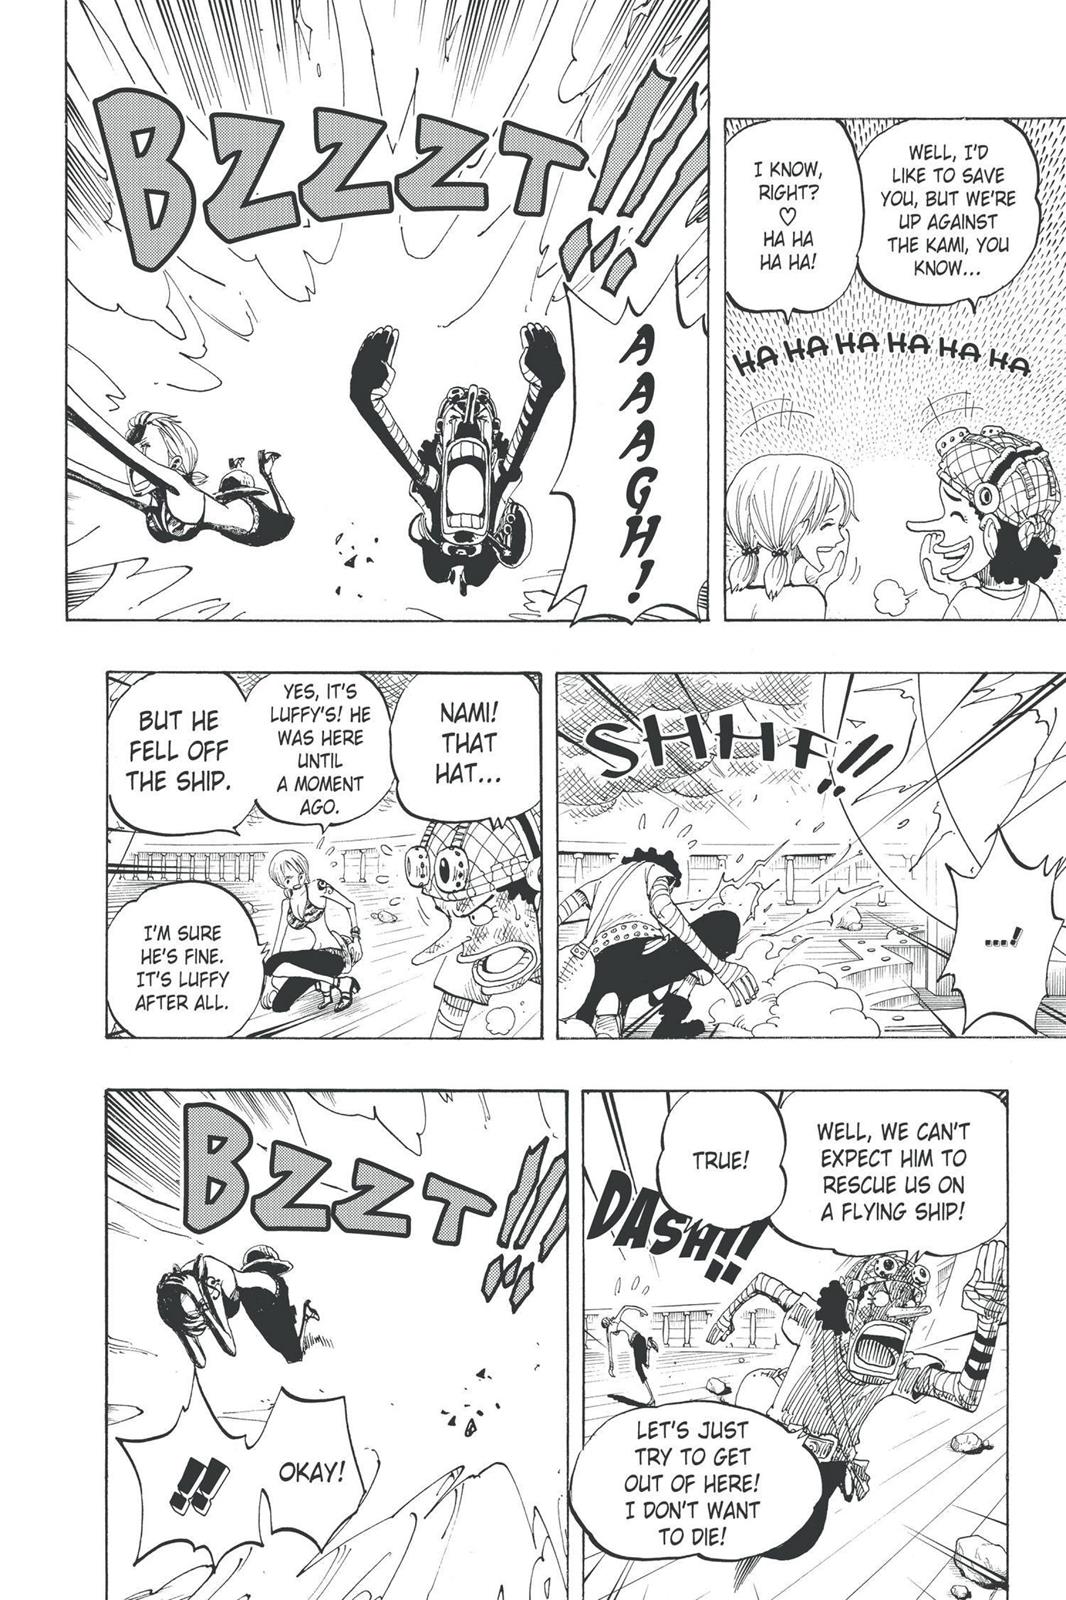 WELL, I'D
LIKE TO SAVE
YOU, BUT WE'RE
UP AGAINST
THE KAMI, YOU
KNOW...
I KNOW,
RIGHT?
♡
HA HA
HA HA!
HA HA HA HA HA HA
BZZZT!!!
AAAAGH!
SHHF!!
...!
NAMI!
THAT
HAT...
YES, IT'S
LUFFY'S! HE
WAS HERE
UNTIL
A MOMENT
AGO.
BUT HE
FELL OFF
THE SHIP.
I'M SURE
HE'S FINE.
IT'S LUFFY
AFTER ALL.
WELL, WE CAN'T
EXPECT HIM TO
RESCUE US ON
A FLYING SHIP!
TRUE!
DASH!!
LET'S JUST
TRY TO GET
OUT OF HERE!
I DON'T WANT
TO DIE!
BZZZT!!!
OKAY!
!!